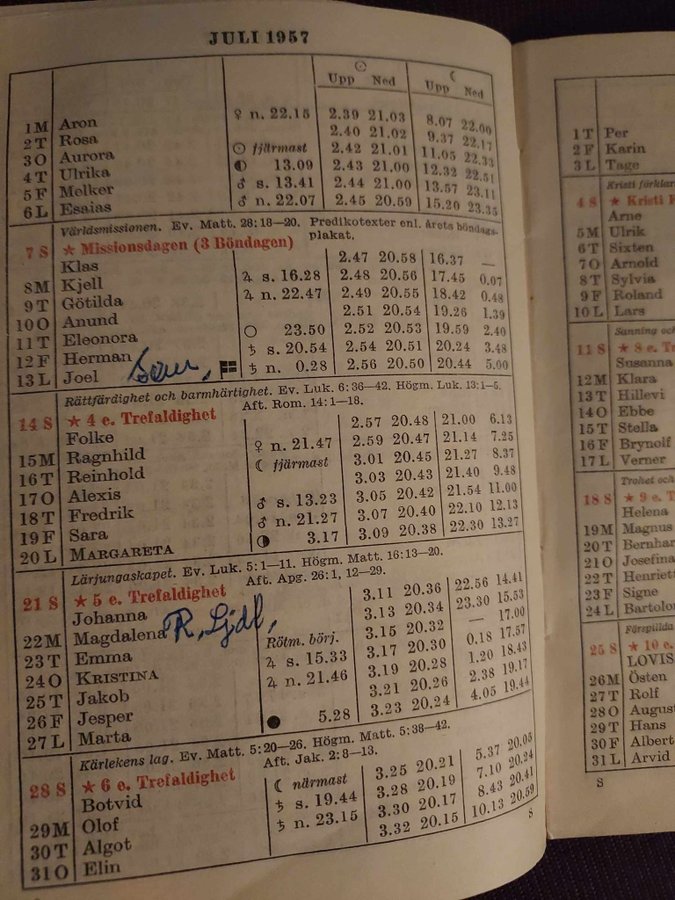 JULI 1957
☉ ☾
Upp Ned Upp Ned
1 M Aron ♀ n. 22.15 2.39 21.03 8.07 22.00
2 T Rosa 2.40 21.02 9.37 22.17
3 O Aurora ☉ fjärmast 2.42 21.01 11.05 22.33
4 T Ulrika ◐ 13.09 2.43 21.00 12.32 22.51
5 F Melker ♂ s. 13.41 2.44 21.00 13.57 23.11
6 L Esaias ♂ n. 22.07 2.45 20.59 15.20 23.35
Världsmissionen. Ev. Matt. 28: 18–20. Predikotexter enl. årets böndags-
plakat.
7 S ★ Missionsdagen (3 Böndagen)
Klas 2.47 20.58 16.37 —
8 M Kjell ♃ s. 16.28 2.48 20.56 17.45 0.07
9 T Götilda ♃ n. 22.47 2.49 20.55 18.42 0.48
10 O Anund 2.51 20.54 19.26 1.39
11 T Eleonora ○ 23.50 2.52 20.53 19.59 2.40
12 F Herman ♄ s. 20.54 2.54 20.51 20.24 3.48
13 L Joel ♄ n. 0.28 2.56 20.50 20.44 5.00
Rättfärdighet och barmhärtighet. Ev. Luk. 6: 36–42. Högm. Luk. 13: 1–5.
Aft. Rom. 14: 1–18.
14 S ★ 4 e. Trefaldighet
Folke 2.57 20.48 21.00 6.13
15 M Ragnhild ♀ n. 21.47 2.59 20.47 21.14 7.25
16 T Reinhold ☾ fjärmast 3.01 20.45 21.27 8.37
17 O Alexis 3.03 20.43 21.40 9.48
18 T Fredrik ♂ s. 13.23 3.05 20.42 21.54 11.00
19 F Sara ♂ n. 21.27 3.07 20.40 22.10 12.13
20 L MARGARETA ◑ 3.17 3.09 20.38 22.30 13.27
Lärjungaskapet. Ev. Luk. 5: 1–11. Högm. Matt. 16: 13–20.
Aft. Apg. 26: 1, 12–29.
21 S ★ 5 e. Trefaldighet
Johanna 3.11 20.36 22.56 14.41
22 M Magdalena 3.13 20.34 23.30 15.53
23 T Emma Rötm. börj. 3.15 20.32 — 17.00
24 O KRISTINA ♃ s. 15.33 3.17 20.30 0.18 17.57
25 T Jakob ♃ n. 21.46 3.19 20.28 1.20 18.43
26 F Jesper 3.21 20.26 2.38 19.17
27 L Marta ● 5.28 3.23 20.24 4.05 19.44
Kärlekens lag. Ev. Matt. 5: 20–26. Högm. Matt. 5: 38–42.
Aft. Jak. 2: 8–13.
28 S ★ 6 e. Trefaldighet
Botvid ☾ närmast 3.25 20.21 5.37 20.05
29 M Olof ♄ s. 19.44 3.28 20.19 7.10 20.24
30 T Algot ♄ n. 23.15 3.30 20.17 8.43 20.41
31 O Elin 3.32 20.15 10.13 20.59
8
1 T Per
2 F Karin
3 L Tage
Kristi förklar
4 S ★ Kristi
Arne
5 M Ulrik
6 T Sixten
7 O Arnold
8 T Sylvia
9 F Roland
10 L Lars
Sanning oc
11 S ★ 8 e. T
Susanna
12 M Klara
13 T Hillevi
14 O Ebbe
15 T Stella
16 F Brynolf
17 L Verner
Trohet och
18 S ★ 9 e. T
Helena
19 M Magnus
20 T Bernhar
21 O Josefina
22 T Henriett
23 F Signe
24 L Bartolo
Förspillda
25 S ★ 10 e.
LOVIS
26 M Östen
27 T Rolf
28 O August
29 T Hans
30 F Albert
31 L Arvid
8